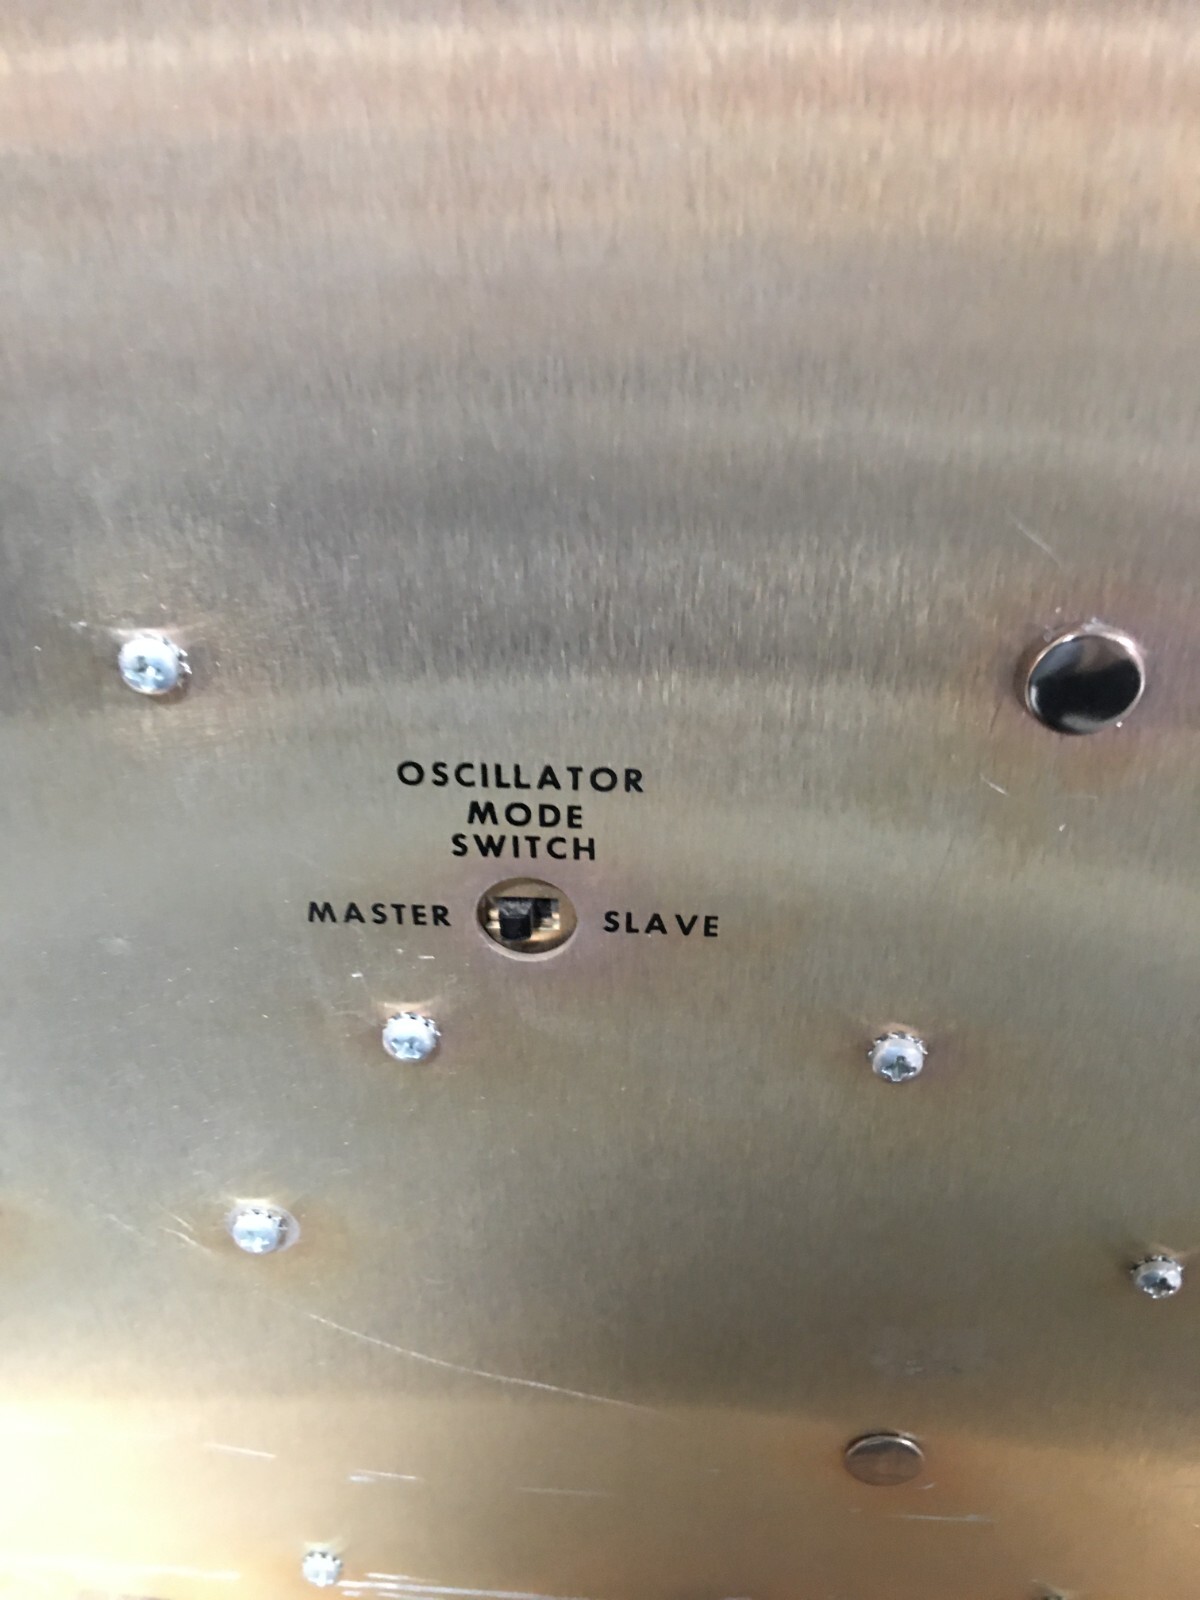 OSCILLATOR
MODE
SWITCH
MASTER SLAVE